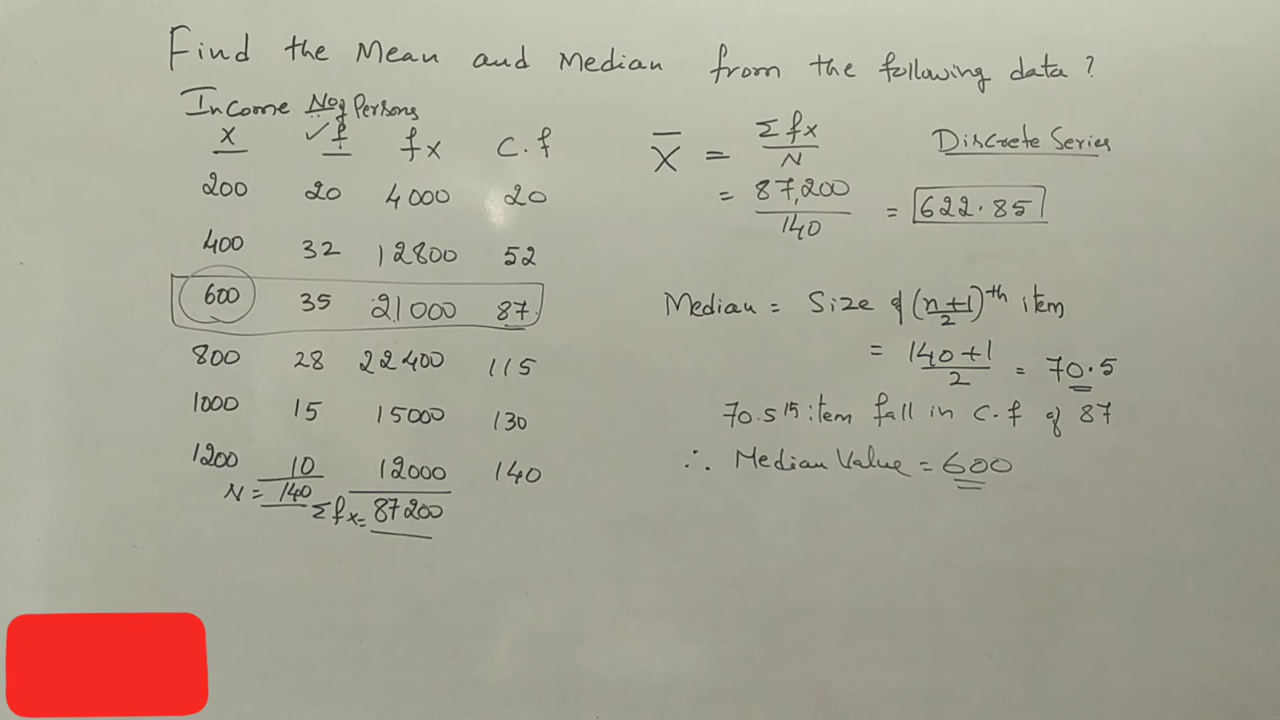 Find the Mean and Median from the following data ?
Income No of Persons
X f fx C.f
200 20 4000 20
400 32 12800 52
600 35 21000 87
800 28 22400 115
1000 15 15000 130
1200 10 12000 140
N = 140 Σfx = 87200
X̅ = Σfx / N
Discrete Series
= 87,200 / 140 = 622.85
Median = Size of (n+1 / 2)th item
= 140+1 / 2 = 70.5
70.5th item fall in C.f of 87
∴ Median Value = 600